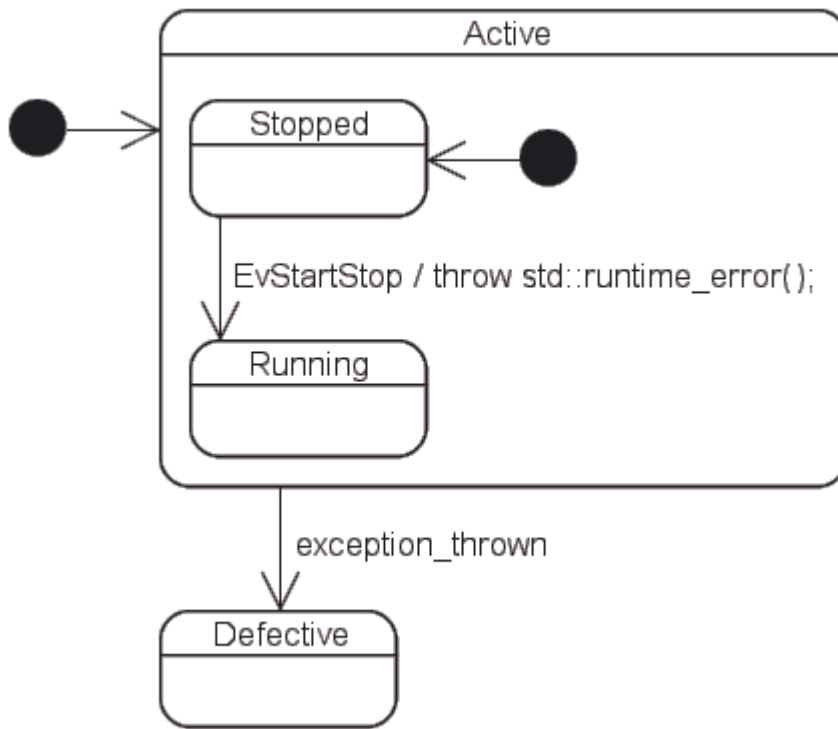 Active
Stopped
EvStartStop / throw std::runtime_error();
Running
exception_thrown
Defective